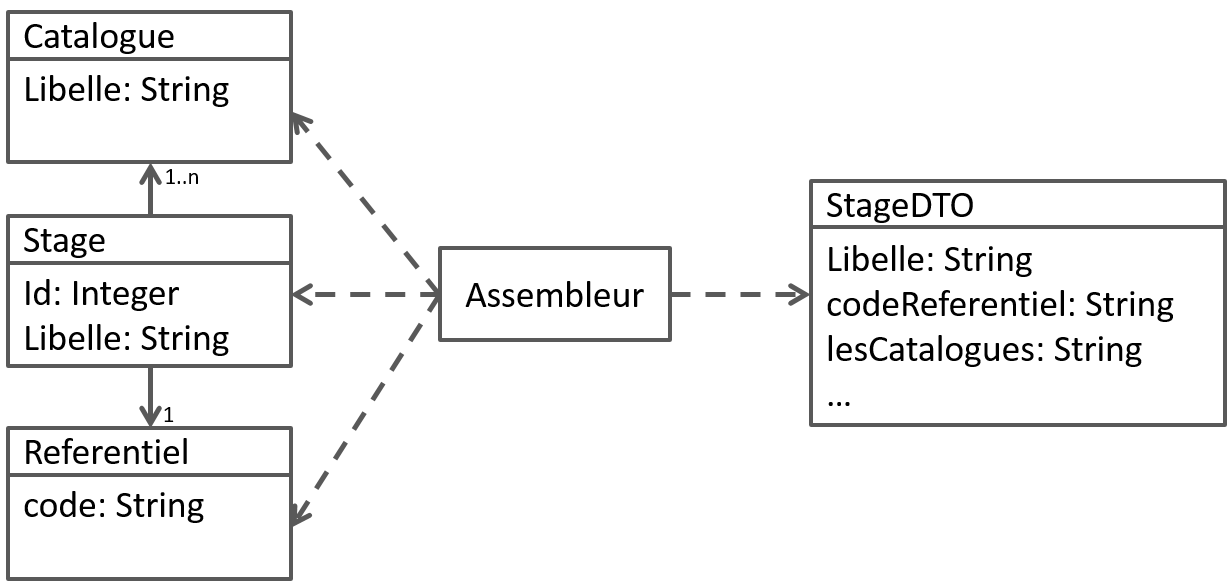 Catalogue
Libelle: String
1..n
Stage
Id: Integer
Libelle: String
1
Referentiel
code: String
Assembleur
StageDTO
Libelle: String
codeReferentiel: String
lesCatalogues: String
...